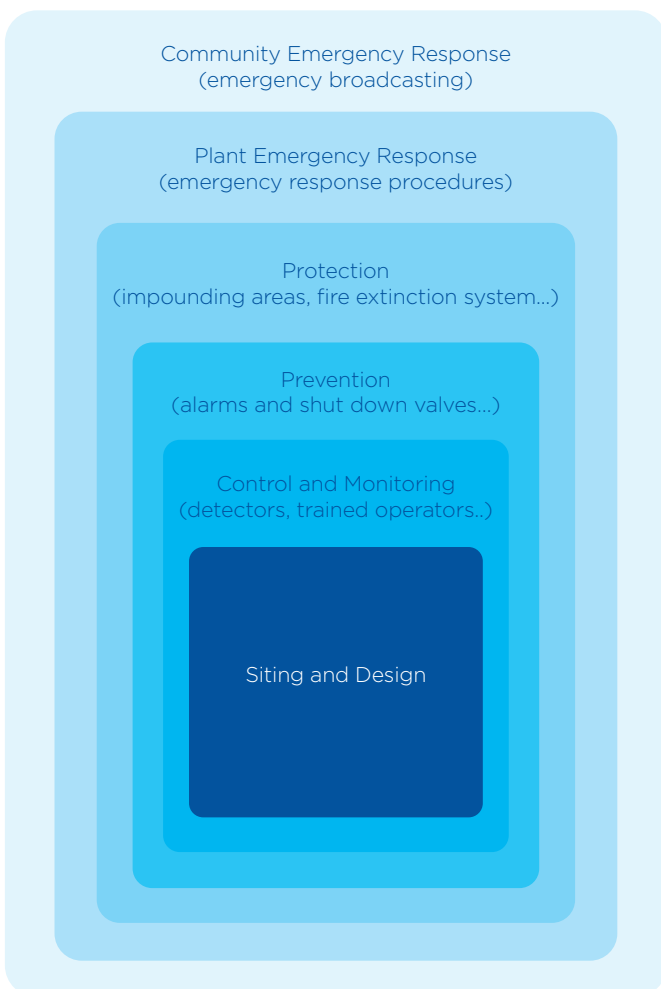 Community Emergency Response
(emergency broadcasting)
Plant Emergency Response
(emergency response procedures)
Protection
(impounding areas, fire extinction system...)
Prevention
(alarms and shut down valves...)
Control and Monitoring
(detectors, trained operators..)
Siting and Design